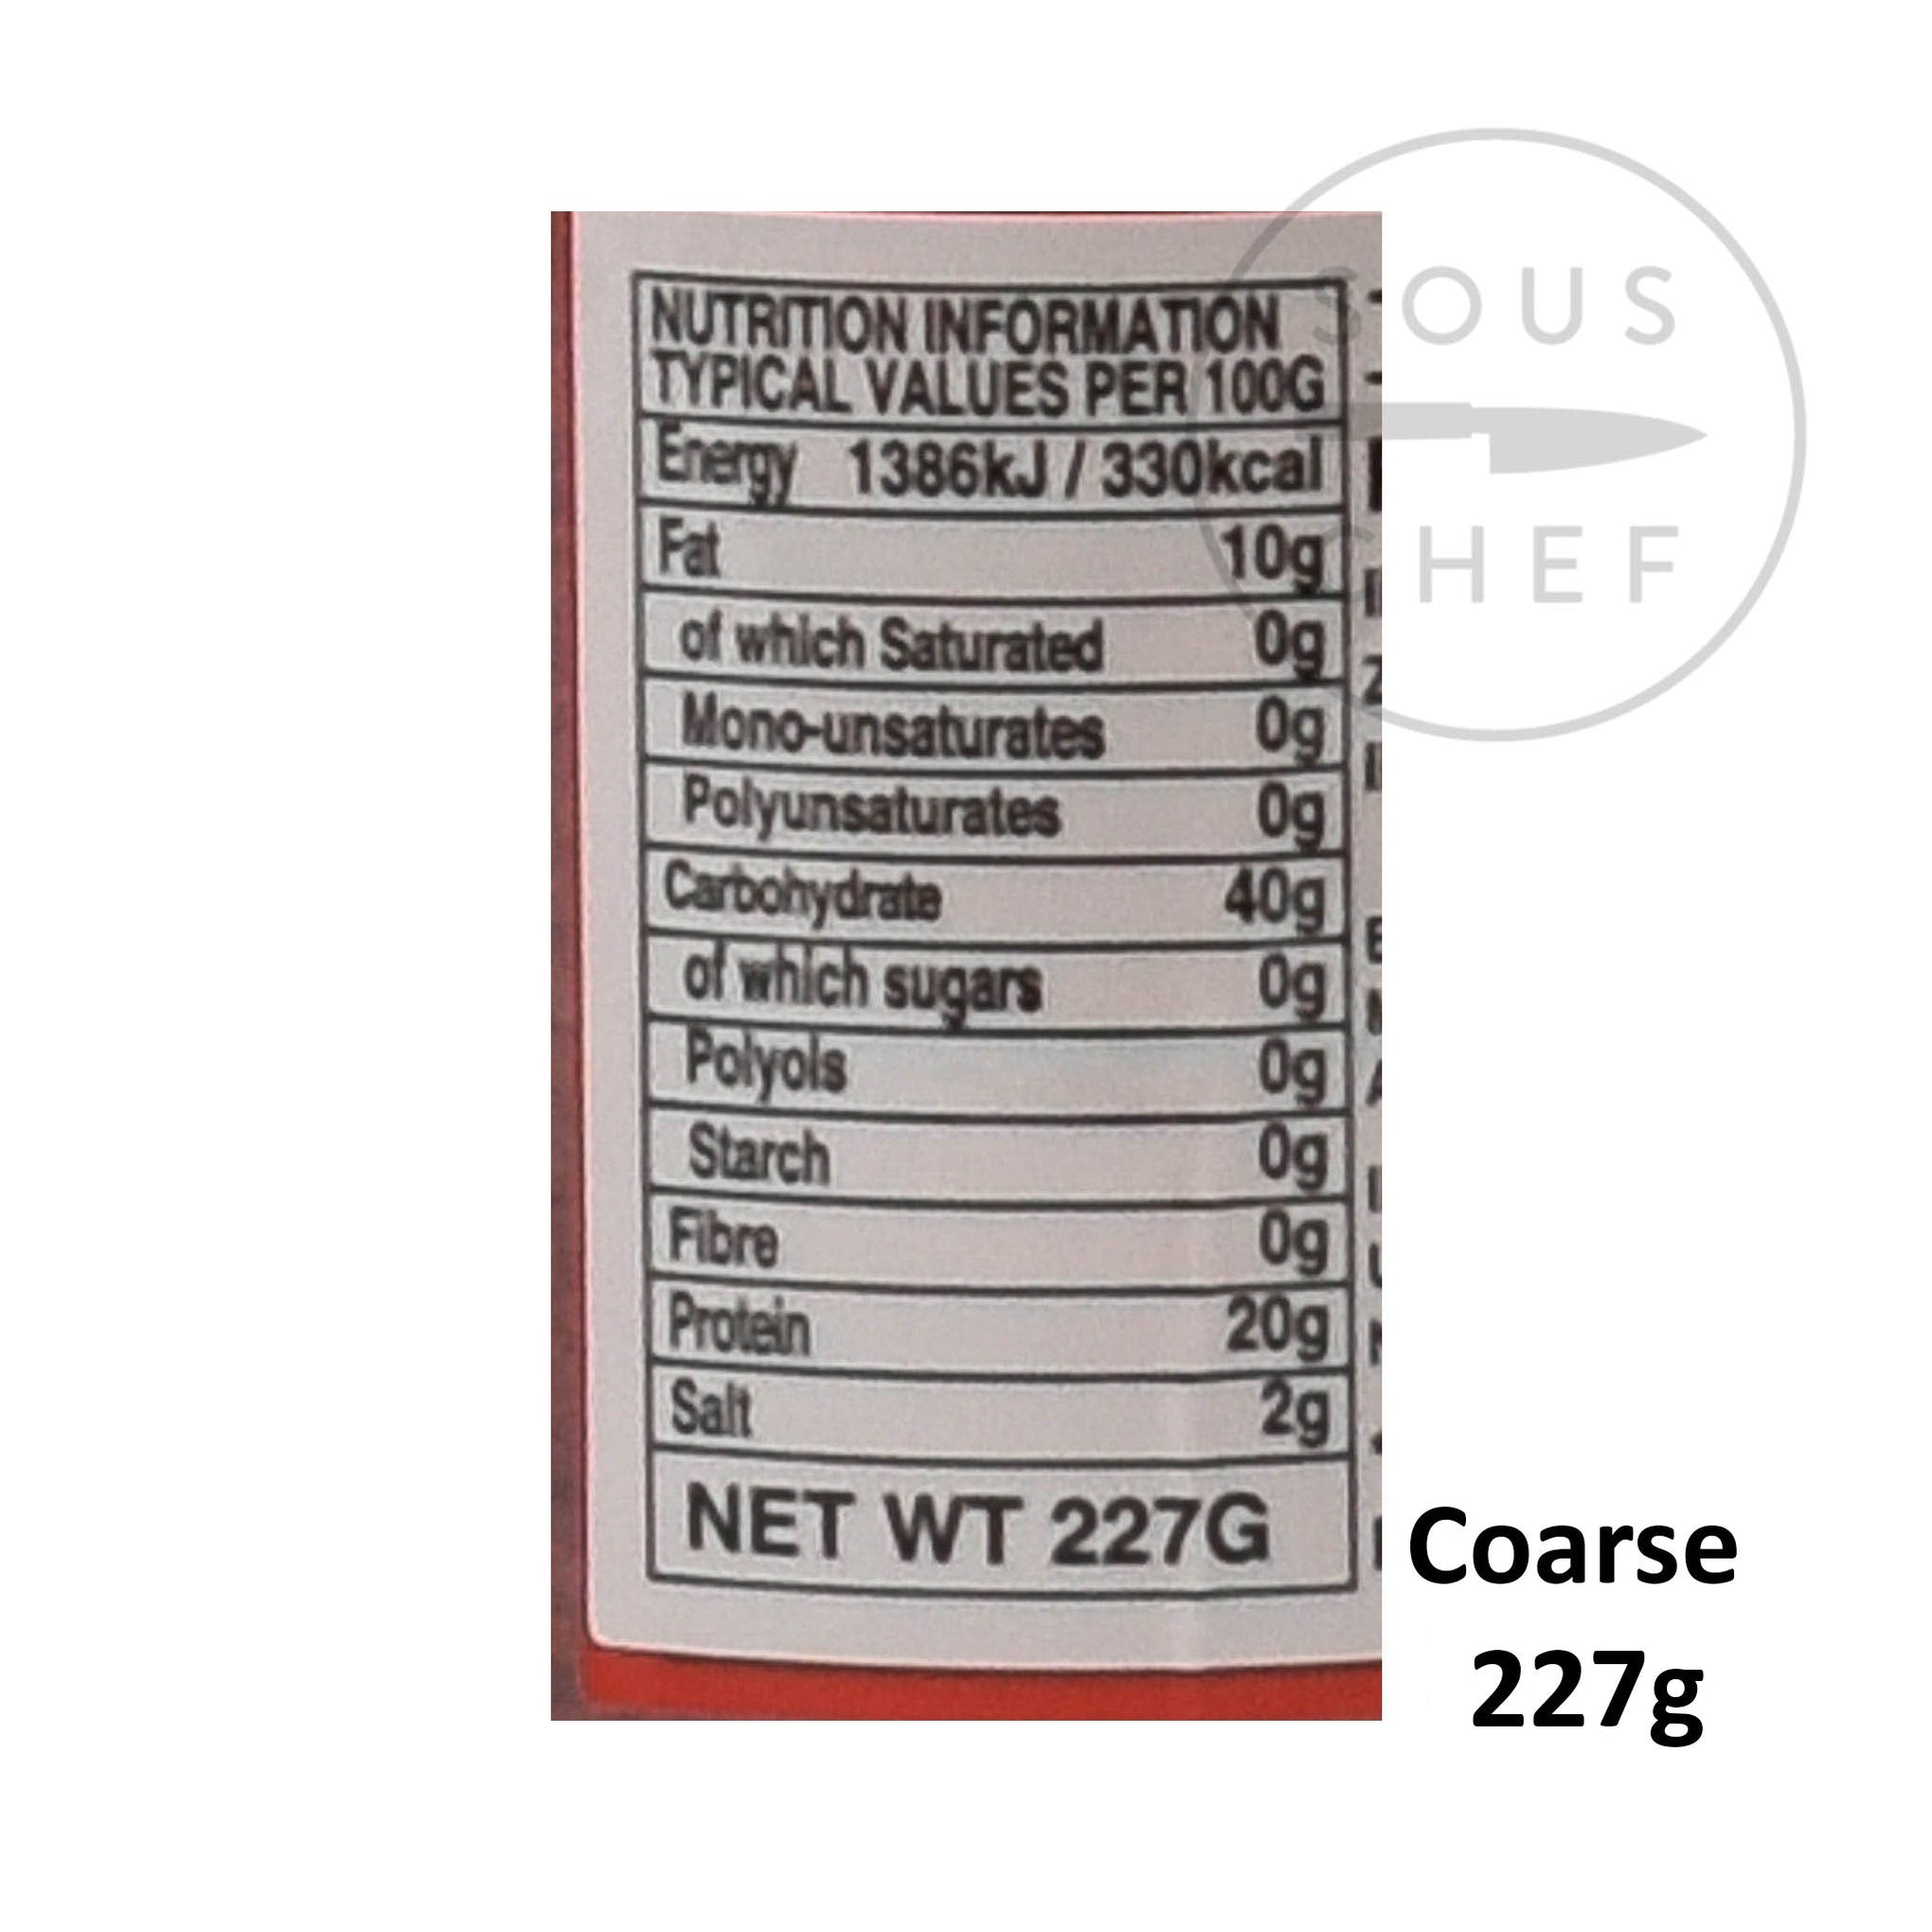 SOUS
CHEF
NUTRITION INFORMATION
TYPICAL VALUES PER 100G
Energy 1386kJ / 330kcal
Fat 10g
of which Saturated 0g
Mono-unsaturates 0g
Polyunsaturates 0g
Carbohydrate 40g
of which sugars 0g
Polyols 0g
Starch 0g
Fibre 0g
Protein 20g
Salt 2g
NET WT 227G
Coarse
227g